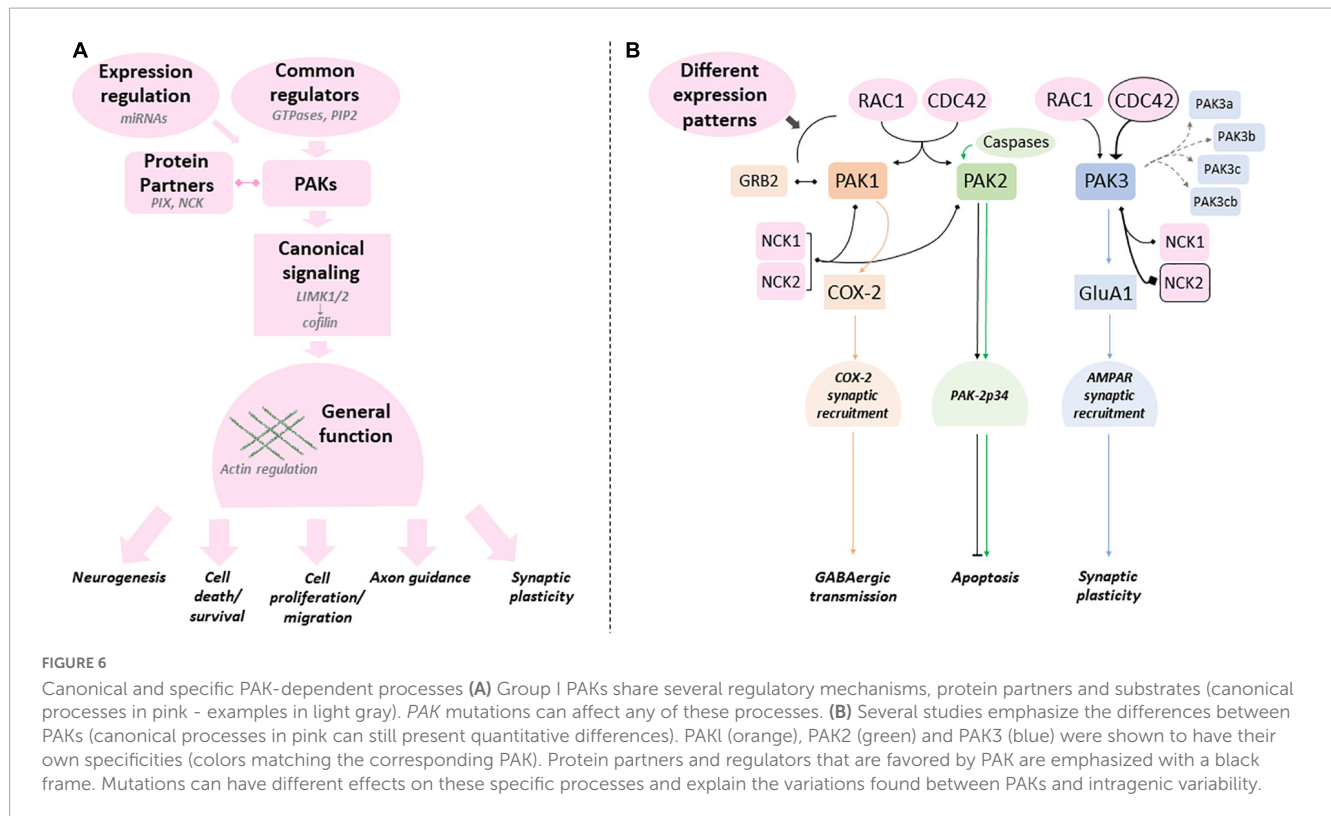 A
Expression
regulation
miRNAs
Common
regulators
GTPases, PIP2
Protein
Partners
PIX, NCK
PAKs
Canonical
signaling
LIMK1/2
↓
cofilin
General
function
Actin regulation
Neurogenesis
Cell
death/
survival
Cell
proliferation/
migration
Axon guidance
Synaptic
plasticity
B
Different
expression
patterns
RAC1
CDC42
Caspases
GRB2
PAK1
PAK2
NCK1
NCK2
COX-2
COX-2
synaptic
recruitment
PAK-2p34
GABAergic
transmission
Apoptosis
RAC1
CDC42
PAK3a
PAK3b
PAK3c
PAK3cb
PAK3
NCK1
NCK2
GluA1
AMPAR
synaptic
recruitment
Synaptic
plasticity
FIGURE 6
Canonical and specific PAK-dependent processes (A) Group I PAKs share several regulatory mechanisms, protein partners and substrates (canonical
processes in pink - examples in light gray). PAK mutations can affect any of these processes. (B) Several studies emphasize the differences between
PAKs (canonical processes in pink can still present quantitative differences). PAKl (orange), PAK2 (green) and PAK3 (blue) were shown to have their
own specificities (colors matching the corresponding PAK). Protein partners and regulators that are favored by PAK are emphasized with a black
frame. Mutations can have different effects on these specific processes and explain the variations found between PAKs and intragenic variability.